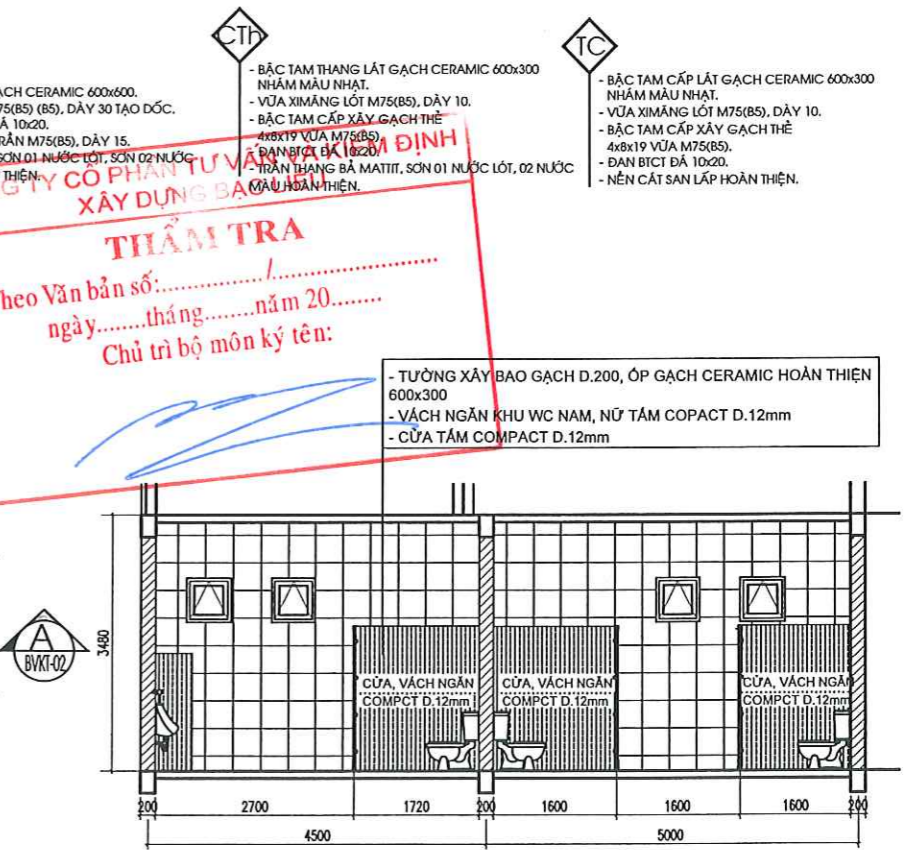 CTh
TC
ACH CERAMIC 600x600.
75(B5) (B5), DÀY 30 TẠO DỐC.
Á 10x20.
RẦN M75(B5), DÀY 15.
SƠN 01 NƯỚC LÓT, SƠN 02 NƯỚC
THIỆN.
- BẬC TAM THANG LÁT GẠCH CERAMIC 600x300
NHÁM MÀU NHẠT.
- VỮA XIMĂNG LÓT M75(B5), DÀY 10.
- BẬC TAM CẤP XÂY GẠCH THẺ
4x8x19 VỮA M75(B5).
- ĐAN BTCT ĐÁ 10x20.
- TRẦN THANG BẢ MATTIT, SƠN 01 NƯỚC LÓT, 02 NƯỚC
MÀU HOÀN THIỆN.
- BẬC TAM CẤP LÁT GẠCH CERAMIC 600x300
NHÁM MÀU NHẠT.
- VỮA XIMĂNG LÓT M75(B5), DÀY 10.
- BẬC TAM CẤP XÂY GẠCH THẺ
4x8x19 VỮA M75(B5).
- ĐAN BTCT ĐÁ 10x20.
- NỀN CÁT SAN LẤP HOÀN THIỆN.
NG TY CỔ PHẦN TƯ VẤN VÀ KIỂM ĐỊNH
XÂY DỰNG BẠC LIÊU
THẨM TRA
heo Văn bản số:................/..........................
ngày........tháng........năm 20........
Chủ trì bộ môn ký tên:
- TƯỜNG XÂY BAO GẠCH D.200, ỐP GẠCH CERAMIC HOÀN THIỆN
600x300
- VÁCH NGĂN KHU WC NAM, NỮ TẤM COPACT D.12mm
- CỬA TẤM COMPACT D.12mm
A
BVKT-02
3480
CỬA, VÁCH NGĂN
COMPCT D.12mm
CỬA, VÁCH NGĂN
COMPCT D.12mm
CỬA, VÁCH NGĂN
COMPCT D.12mm
200 2700 1720 200 1600 1600 1600 200
4500 5000